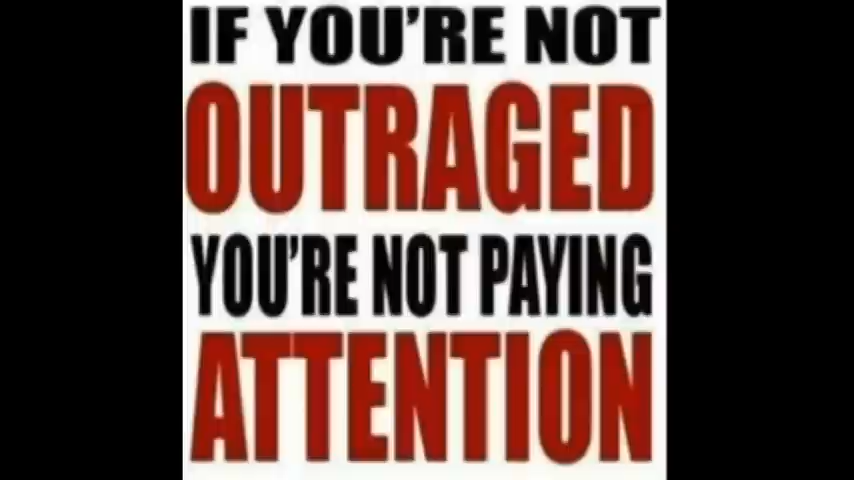 IF YOU'RE NOT
OUTRAGED
YOU'RE NOT PAYING
ATTENTION